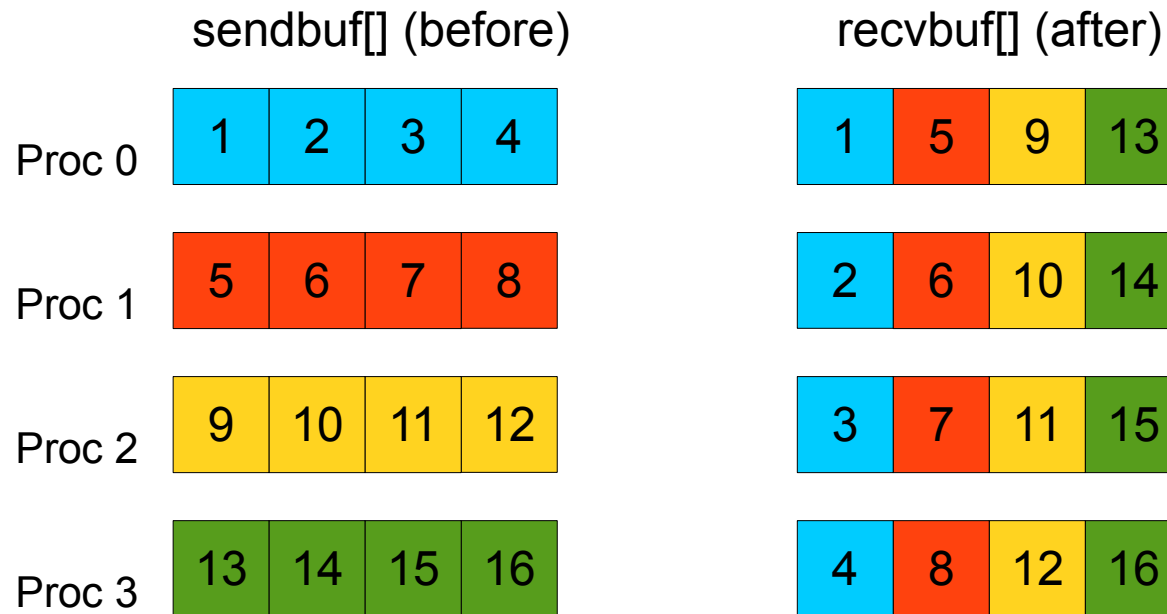 sendbuf[] (before) recvbuf[] (after)
Proc 0 1 2 3 4 1 5 9 13
Proc 1 5 6 7 8 2 6 10 14
Proc 2 9 10 11 12 3 7 11 15
Proc 3 13 14 15 16 4 8 12 16